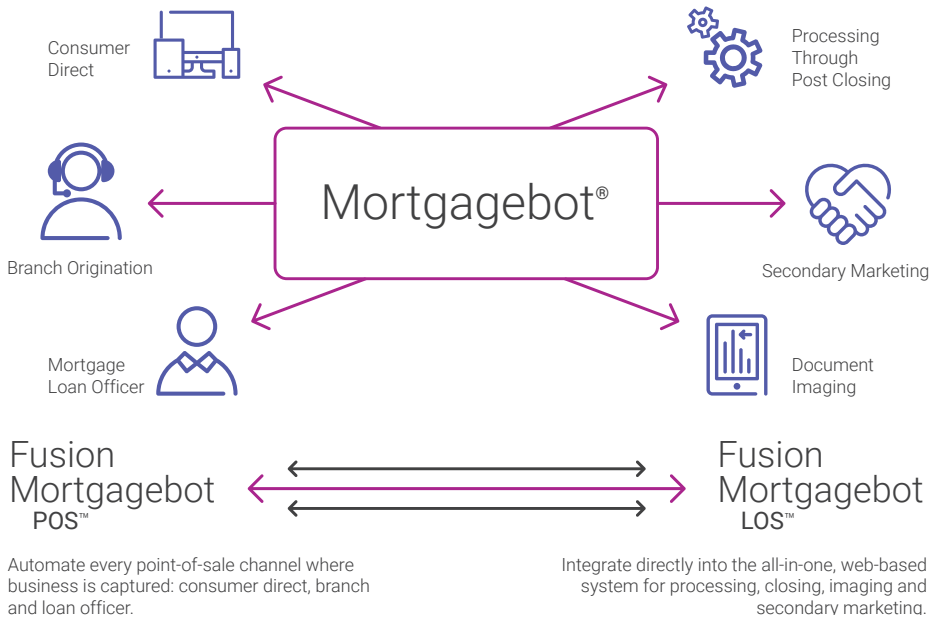 Consumer
Direct
Processing
Through
Post Closing
Mortgagebot®
Branch Origination
Secondary Marketing
Mortgage
Loan Officer
Document
Imaging
Fusion
Mortgagebot
POS™
Fusion
Mortgagebot
LOS™
Automate every point-of-sale channel where
business is captured: consumer direct, branch
and loan officer.
Integrate directly into the all-in-one, web-based
system for processing, closing, imaging and
secondary marketing.